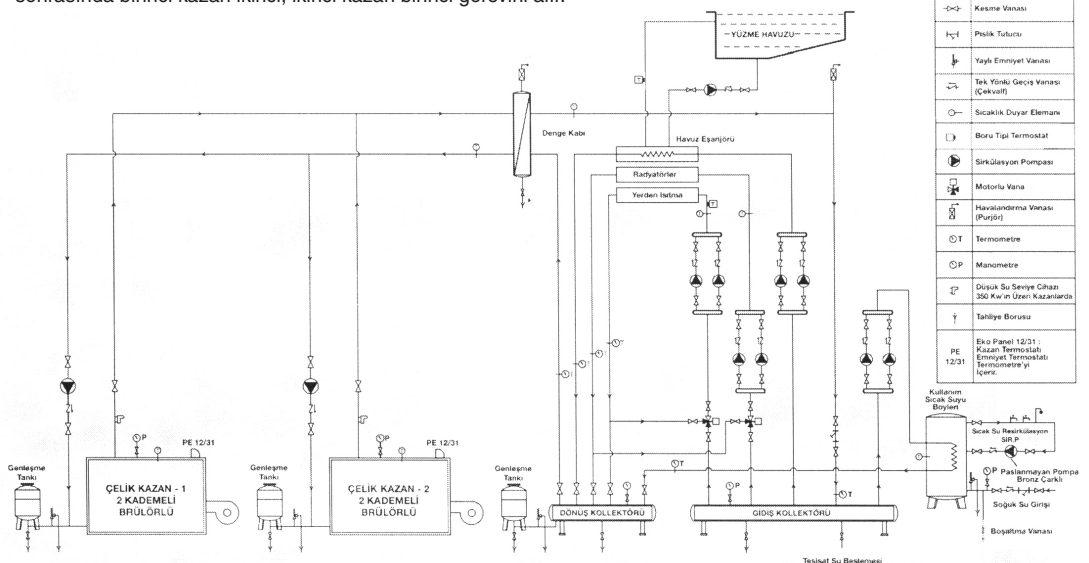 sonrasında birinci kazan ikinci, ikinci kazan birinci görevini alır.
YÜZME HAVUZU
T
Denge Kabı
Havuz Eşanjörü
Radyatörler
Yerden Isıtma
T
Kesme Vanası
Pislik Tutucu
Yaylı Emniyet Vanası
Tek Yönlü Geçiş Vanası
(Çekvalf)
Sıcaklık Duyar Elemanı
Boru Tipi Termostat
Sirkülasyon Pompası
Motorlu Vana
Havalandırma Vanası
(Purjör)
T Termometre
P Manometre
Düşük Su Seviye Cihazı
350 Kw'ın Üzeri Kazanlarda
Tahliye Borusu
PE
12/31
Eko Panel 12/31 :
Kazan Termostatı
Emniyet Termostatı
Termometre'yi
İçerir.
Genleşme
Tankı
P
PE 12/31
ÇELİK KAZAN - 1
2 KADEMELİ
BRÜLÖRLÜ
Genleşme
Tankı
P
PE 12/31
ÇELİK KAZAN - 2
2 KADEMELİ
BRÜLÖRLÜ
Genleşme
Tankı
T
P
T
DÖNÜŞ KOLLEKTÖRÜ
GİDİŞ KOLLEKTÖRÜ
Kullanım
Sıcak Suyu
Boyleri
Sıcak Su Resirkülasyon
SIR.P
Paslanmayan Pompa
Bronz Çarklı
P
Soğuk Su Girişi
Boşaltma Vanası
Tesisat Su Beslemesi